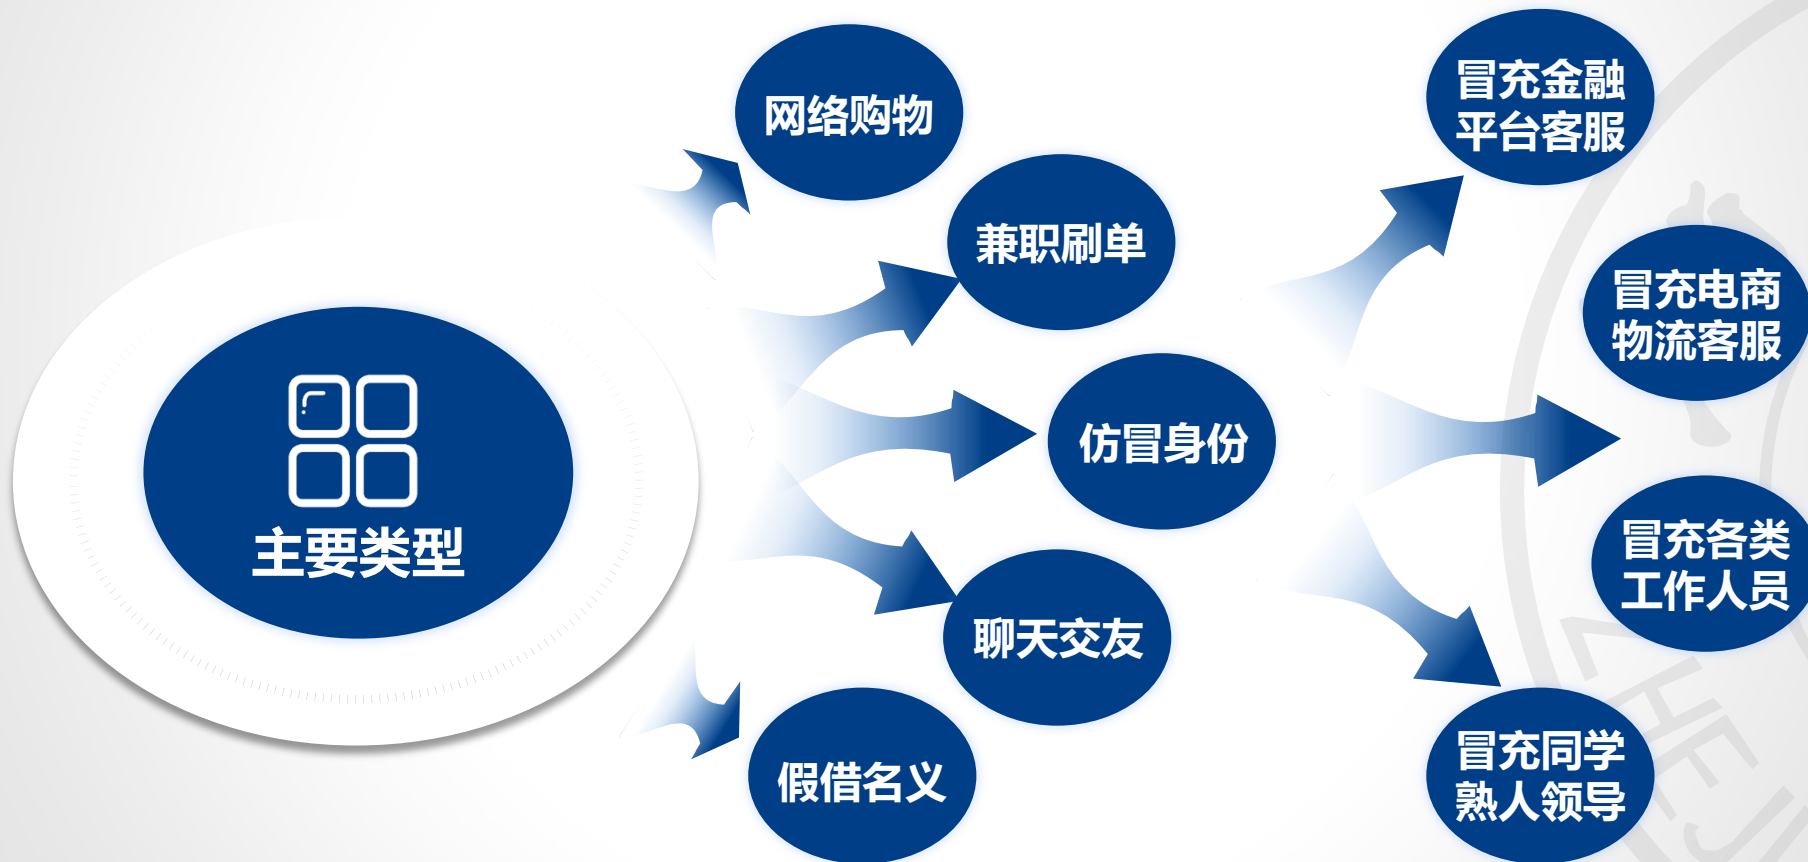 主要类型
网络购物
兼职刷单
仿冒身份
聊天交友
假借名义
冒充金融
平台客服
冒充电商
物流客服
冒充各类
工作人员
冒充同学
熟人领导